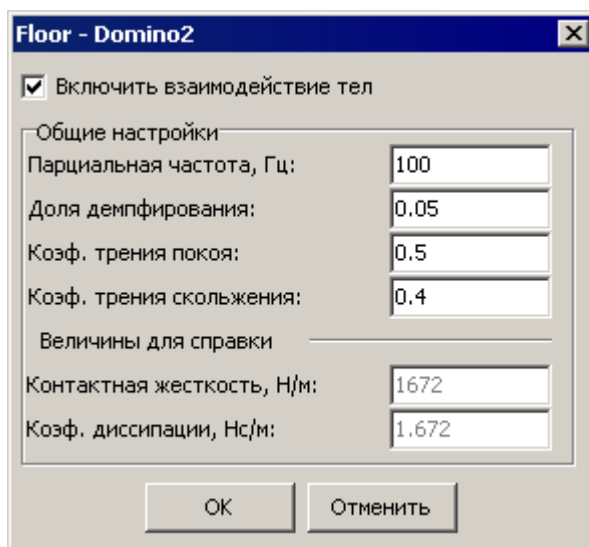 Floor - Domino2
Включить взаимодействие тел
Общие настройки
Парциальная частота, Гц: 100
Доля демпфирования: 0.05
Коэф. трения покоя: 0.5
Коэф. трения скольжения: 0.4
Величины для справки
Контактная жесткость, Н/м: 1672
Коэф. диссипации, Нс/м: 1.672
OK Отменить